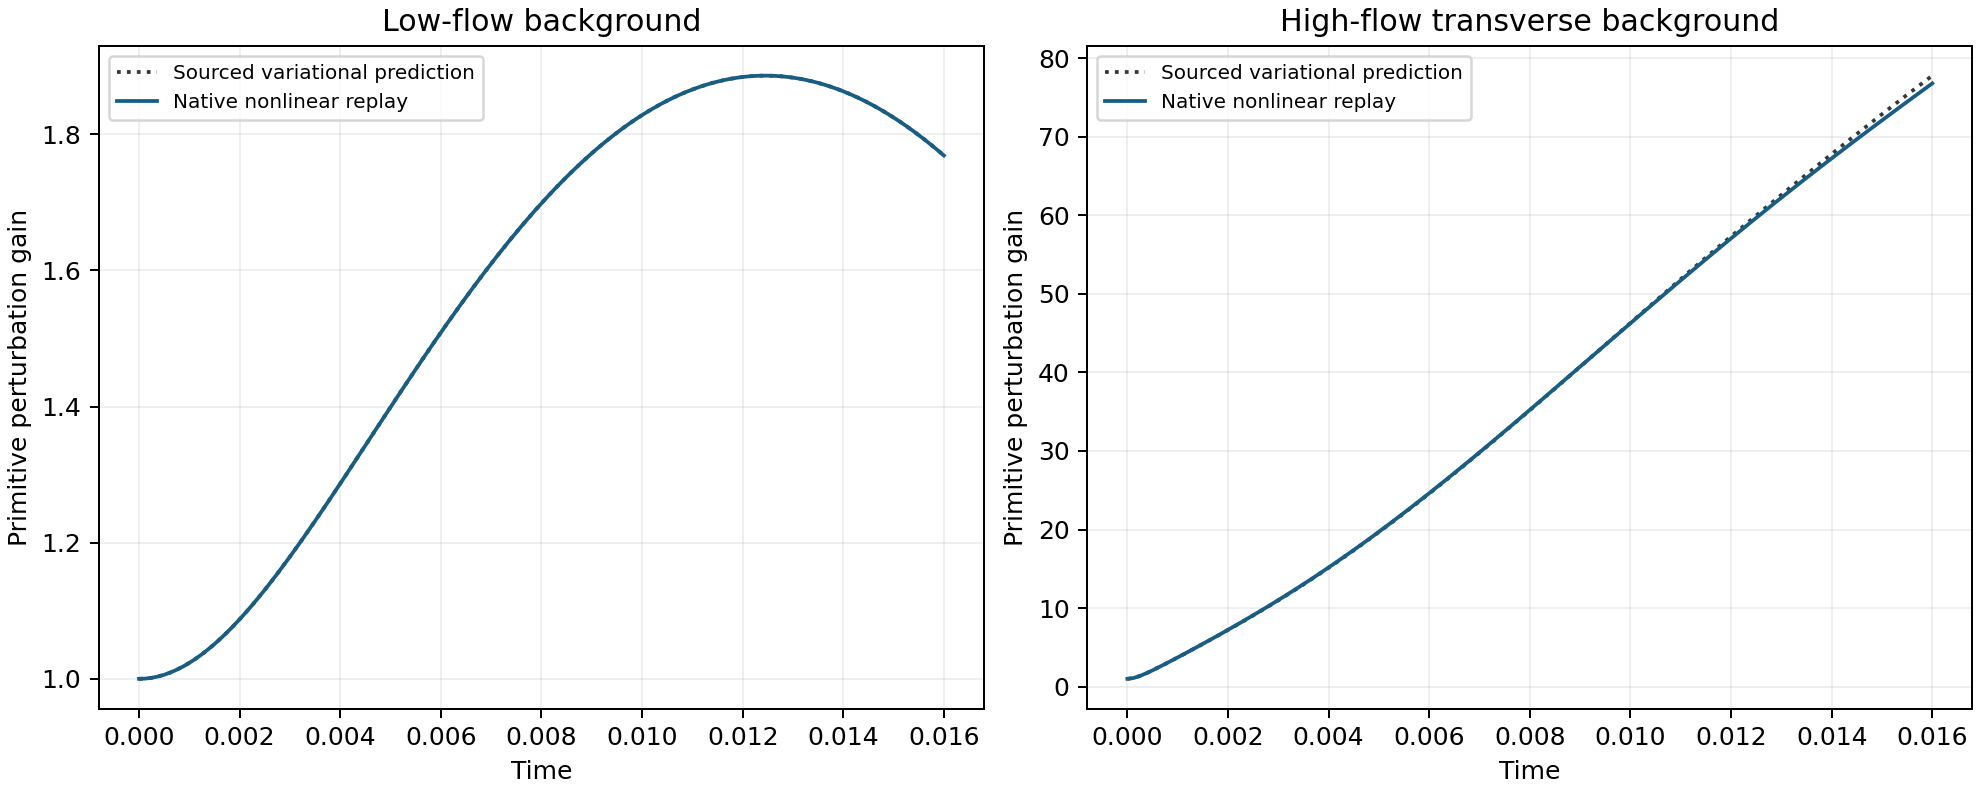 Low-flow background
Sourced variational prediction
Native nonlinear replay
Primitive perturbation gain
1.8
1.6
1.4
1.2
1.0
0.000 0.002 0.004 0.006 0.008 0.010 0.012 0.014 0.016
Time
High-flow transverse background
Sourced variational prediction
Native nonlinear replay
Primitive perturbation gain
80
70
60
50
40
30
20
10
0
0.000 0.002 0.004 0.006 0.008 0.010 0.012 0.014 0.016
Time